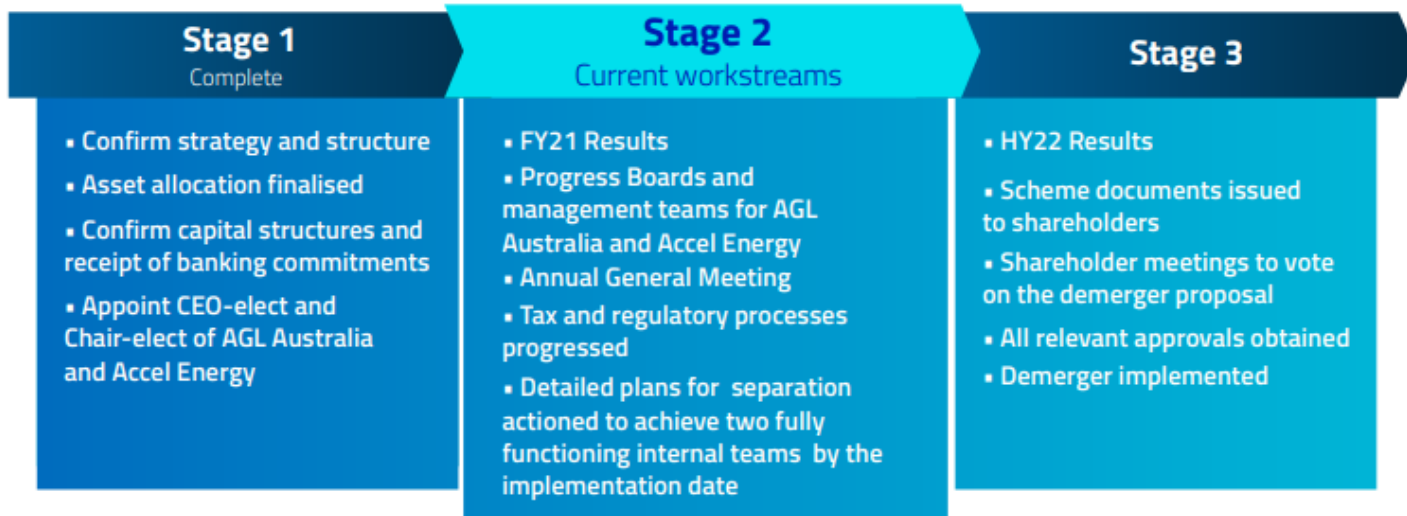 Stage 1
Complete
▪ Confirm strategy and structure
▪ Asset allocation finalised
▪ Confirm capital structures and
receipt of banking commitments
▪ Appoint CEO-elect and
Chair-elect of AGL Australia
and Accel Energy
Stage 2
Current workstreams
▪ FY21 Results
▪ Progress Boards and
management teams for AGL
Australia and Accel Energy
▪ Annual General Meeting
▪ Tax and regulatory processes
progressed
▪ Detailed plans for separation
actioned to achieve two fully
functioning internal teams by the
implementation date
Stage 3
▪ HY22 Results
▪ Scheme documents issued
to shareholders
▪ Shareholder meetings to vote
on the demerger proposal
▪ All relevant approvals obtained
▪ Demerger implemented